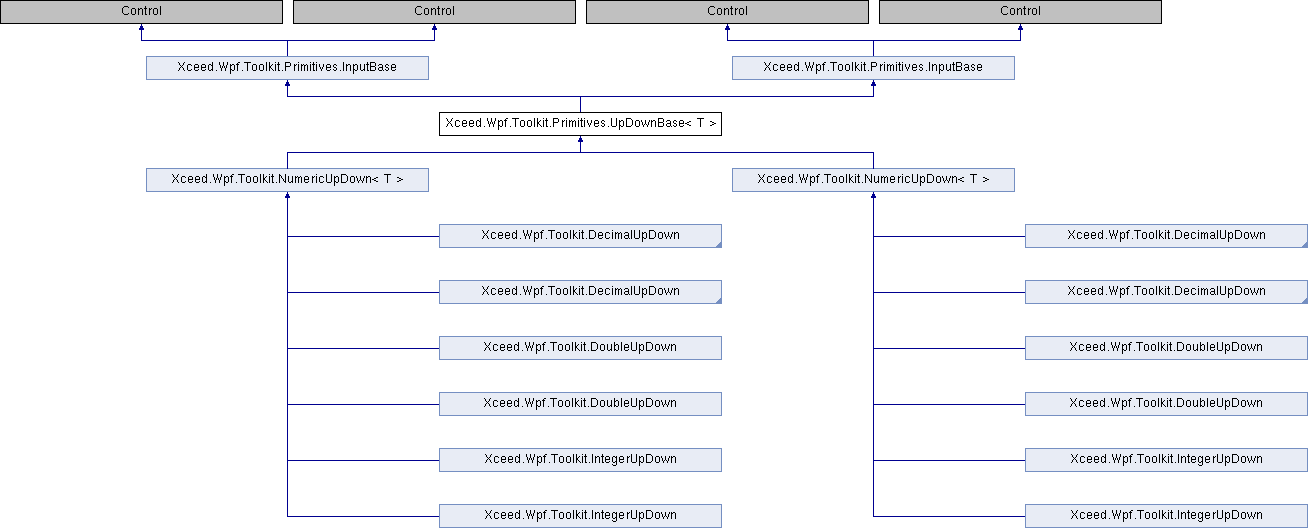 Control
Control
Control
Control
Xceed.Wpf.Toolkit.Primitives.InputBase
Xceed.Wpf.Toolkit.Primitives.InputBase
Xceed.Wpf.Toolkit.Primitives.UpDownBase< T >
Xceed.Wpf.Toolkit.NumericUpDown< T >
Xceed.Wpf.Toolkit.NumericUpDown< T >
Xceed.Wpf.Toolkit.DecimalUpDown
Xceed.Wpf.Toolkit.DecimalUpDown
Xceed.Wpf.Toolkit.DecimalUpDown
Xceed.Wpf.Toolkit.DecimalUpDown
Xceed.Wpf.Toolkit.DoubleUpDown
Xceed.Wpf.Toolkit.DoubleUpDown
Xceed.Wpf.Toolkit.DoubleUpDown
Xceed.Wpf.Toolkit.DoubleUpDown
Xceed.Wpf.Toolkit.IntegerUpDown
Xceed.Wpf.Toolkit.IntegerUpDown
Xceed.Wpf.Toolkit.IntegerUpDown
Xceed.Wpf.Toolkit.IntegerUpDown